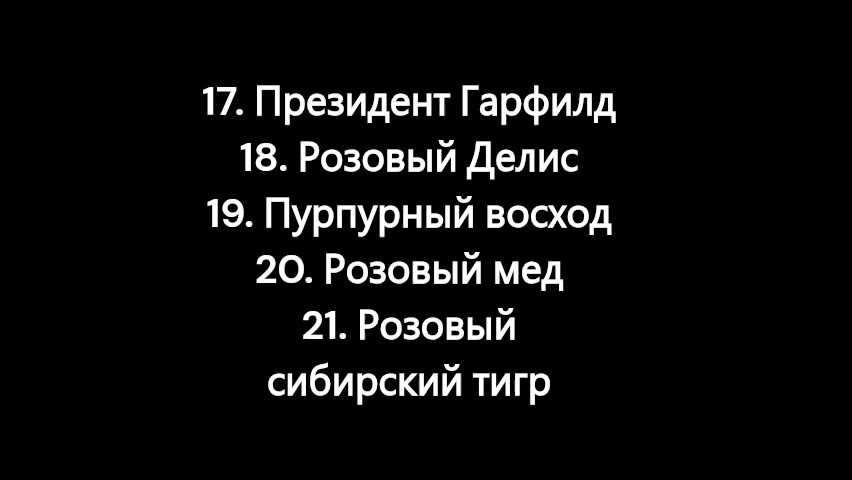 17. Президент Гарфилд
18. Розовый Делис
19. Пурпурный восход
20. Розовый мед
21. Розовый
сибирский тигр